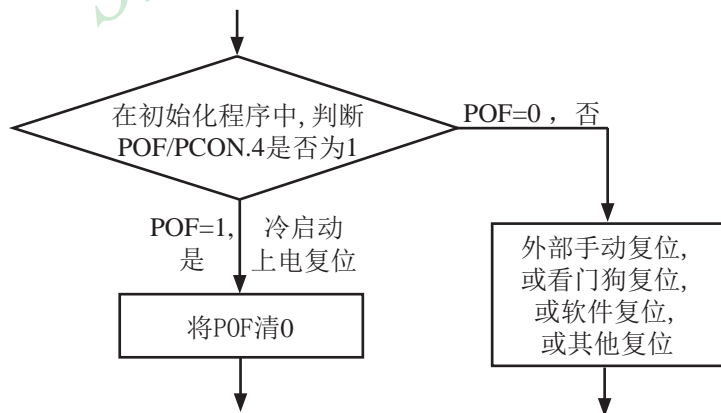 在初始化程序中, 判断
POF/PCON.4是否为1
POF=0 ， 否
POF=1,
是
冷启动
上电复位
将POF清0
外部手动复位,
或看门狗复位,
或软件复位,
或其他复位